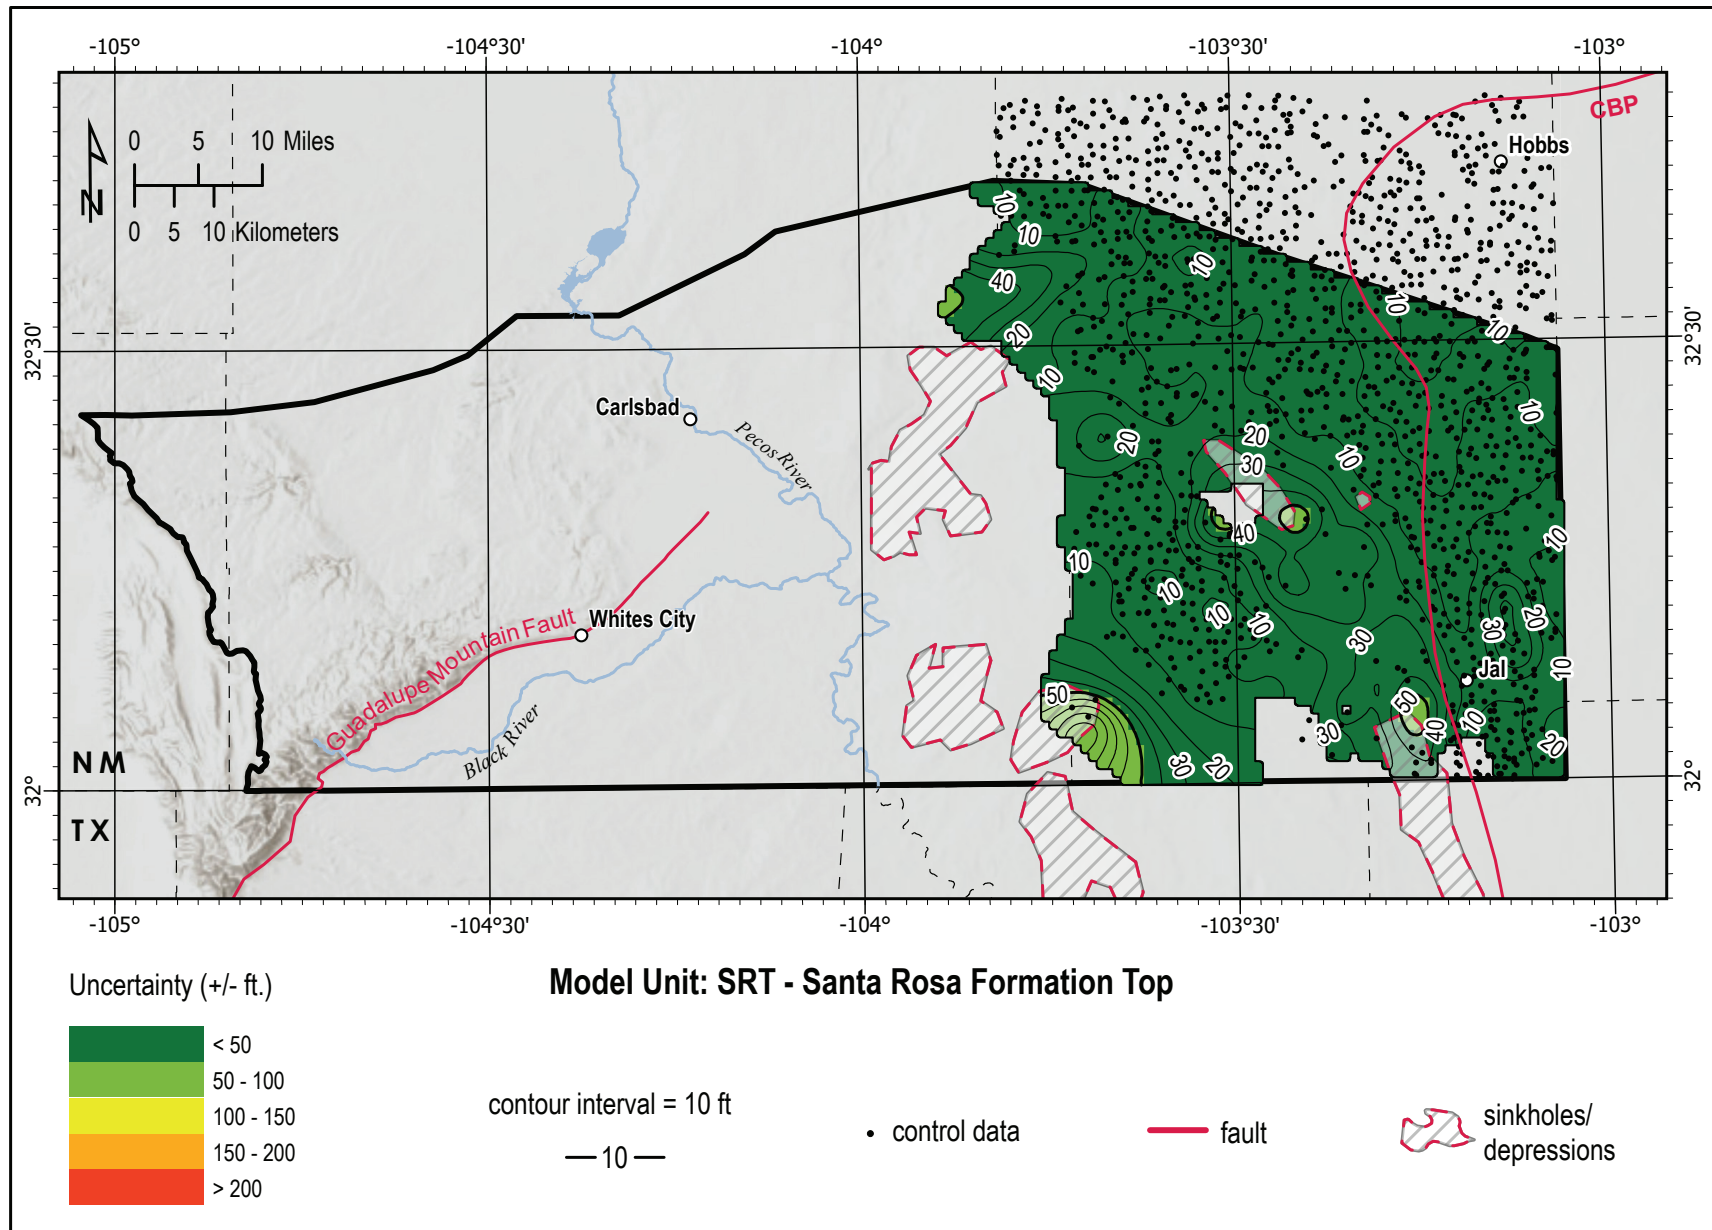 -105°
-104°30'
-104°
-103°30'
-103°
CBP
0 5 10 Miles
Hobbs
N
0 5 10 Kilometers
10
10
10
40
10
10
32°30'
20
32°30'
10
Carlsbad
10
Pecos River
20
20
10
30
40
10
10
10
10
10
10
20
30
30
Whites City
Guadalupe Mountain Fault
10
Jal
50
50
40
10
30
20
Black River
30
20
NM
32°
32°
TX
-105°
-104°30'
-104°
-103°30'
-103°
Model Unit: SRT - Santa Rosa Formation Top
Uncertainty (+/- ft.)
< 50
50 - 100
100 - 150
150 - 200
> 200
contour interval = 10 ft
10
control data
fault
sinkholes/
depressions